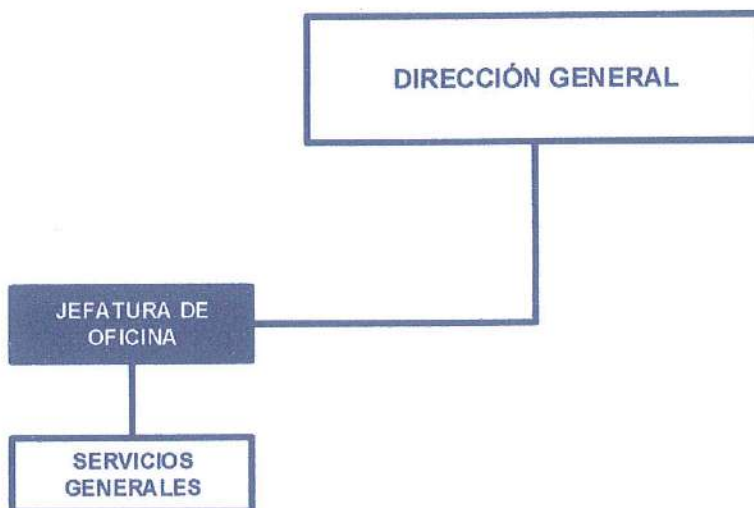 DIRECCIÓN GENERAL
JEFATURA DE
OFICINA
SERVICIOS
GENERALES